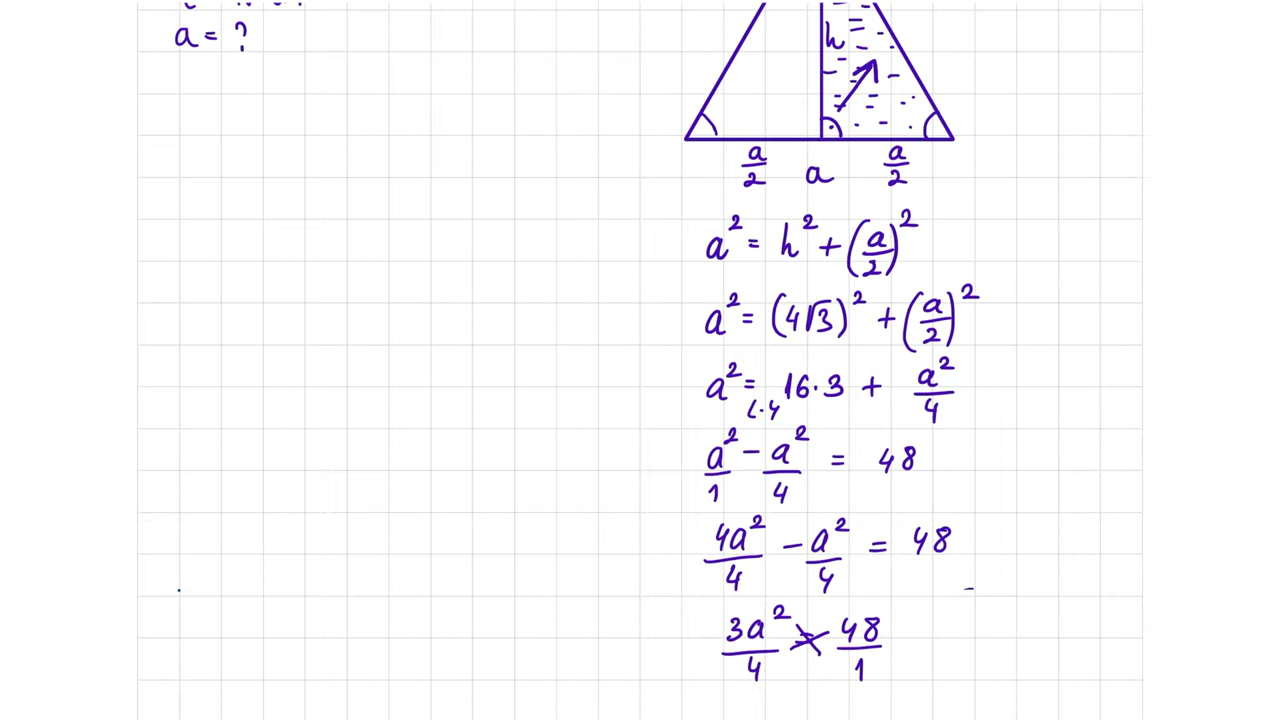 a = ?
h
a/2 a a/2
a² = h² + (a/2)²
a² = (4√3)² + (a/2)²
a² = 16·3 + a²/4
(·4
a²/1 - a²/4 = 48
4a²/4 - a²/4 = 48
3a²/4 = 48/1